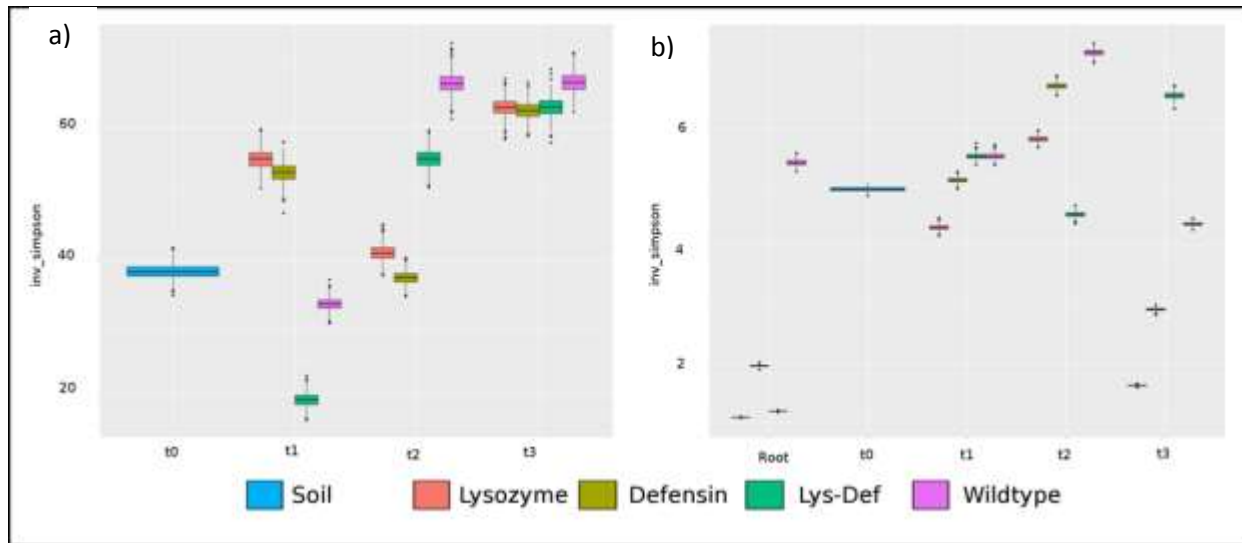 a)
b)
inv_simpson
60
40
20
t0 t1 t2 t3
inv_simpson
6
4
2
Root t0 t1 t2 t3
Soil Lysozyme Defensin Lys-Def Wildtype